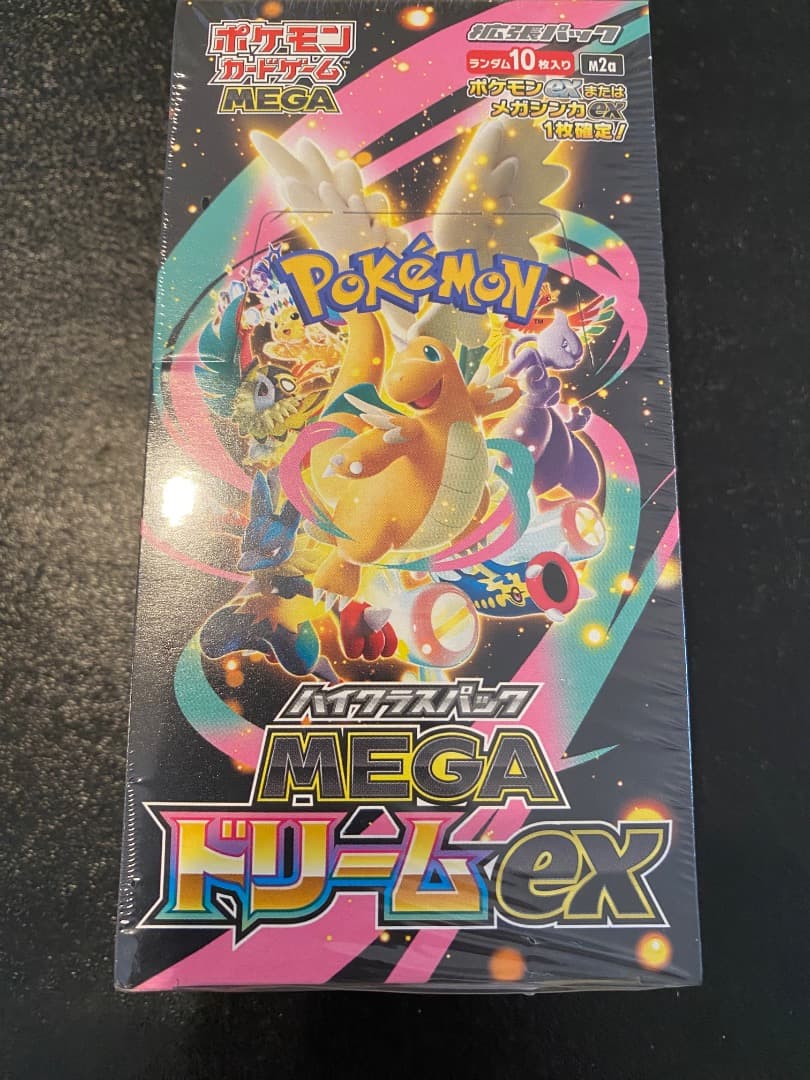 ポケモン
カードゲーム™
MEGA
拡張パック
ランダム10枚入り
M2a
ポケモンexまたは
メガシンカex
1枚確定!
POKéMON™
ハイクラスパック
MEGA
ドリームex